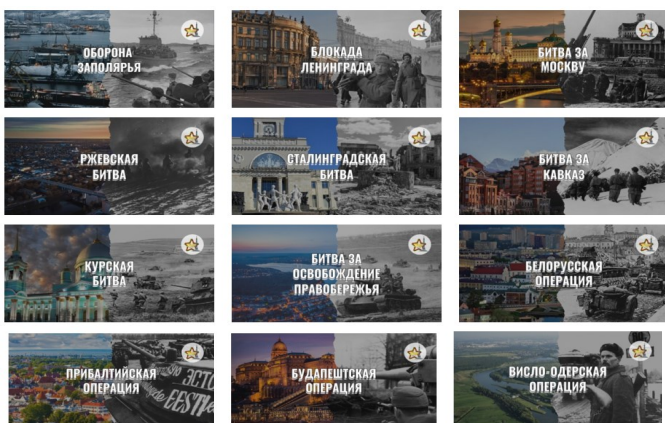 ОБОРОНА
ЗАПОЛЯРЬЯ
БЛОКАДА
ЛЕНИНГРАДА
БИТВА ЗА
МОСКВУ
РЖЕВСКАЯ
БИТВА
СТАЛИНГРАДСКАЯ
БИТВА
БИТВА ЗА
КАВКАЗ
КУРСКАЯ
БИТВА
БИТВА ЗА
ОСВОБОЖДЕНИЕ
ПРАВОБЕРЕЖЬЯ
БЕЛОРУССКАЯ
ОПЕРАЦИЯ
ПРИБАЛТИЙСКАЯ
ОПЕРАЦИЯ
БУДАПЕШТСКАЯ
ОПЕРАЦИЯ
ВИСЛО-ОДЕРСКАЯ
ОПЕРАЦИЯ